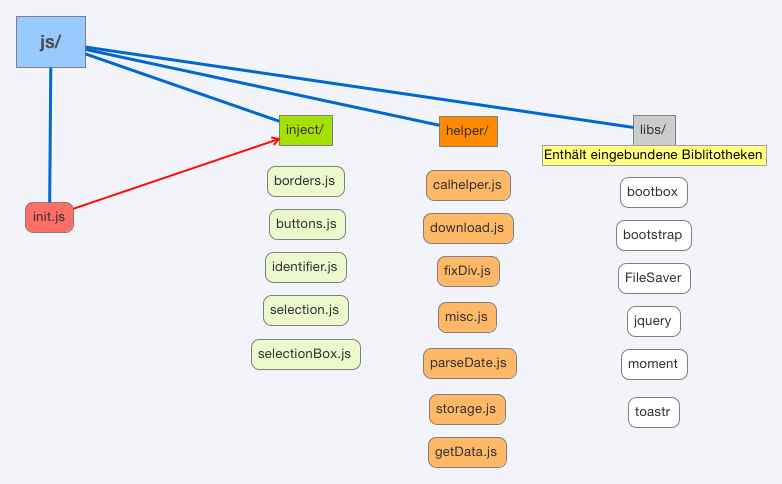 js/
init.js
inject/
borders.js
buttons.js
identifier.js
selection.js
selectionBox.js
helper/
calhelper.js
download.js
fixDiv.js
misc.js
parseDate.js
storage.js
getData.js
libs/
Enthält eingebundene Biblitotheken
bootbox
bootstrap
FileSaver
jquery
moment
toastr